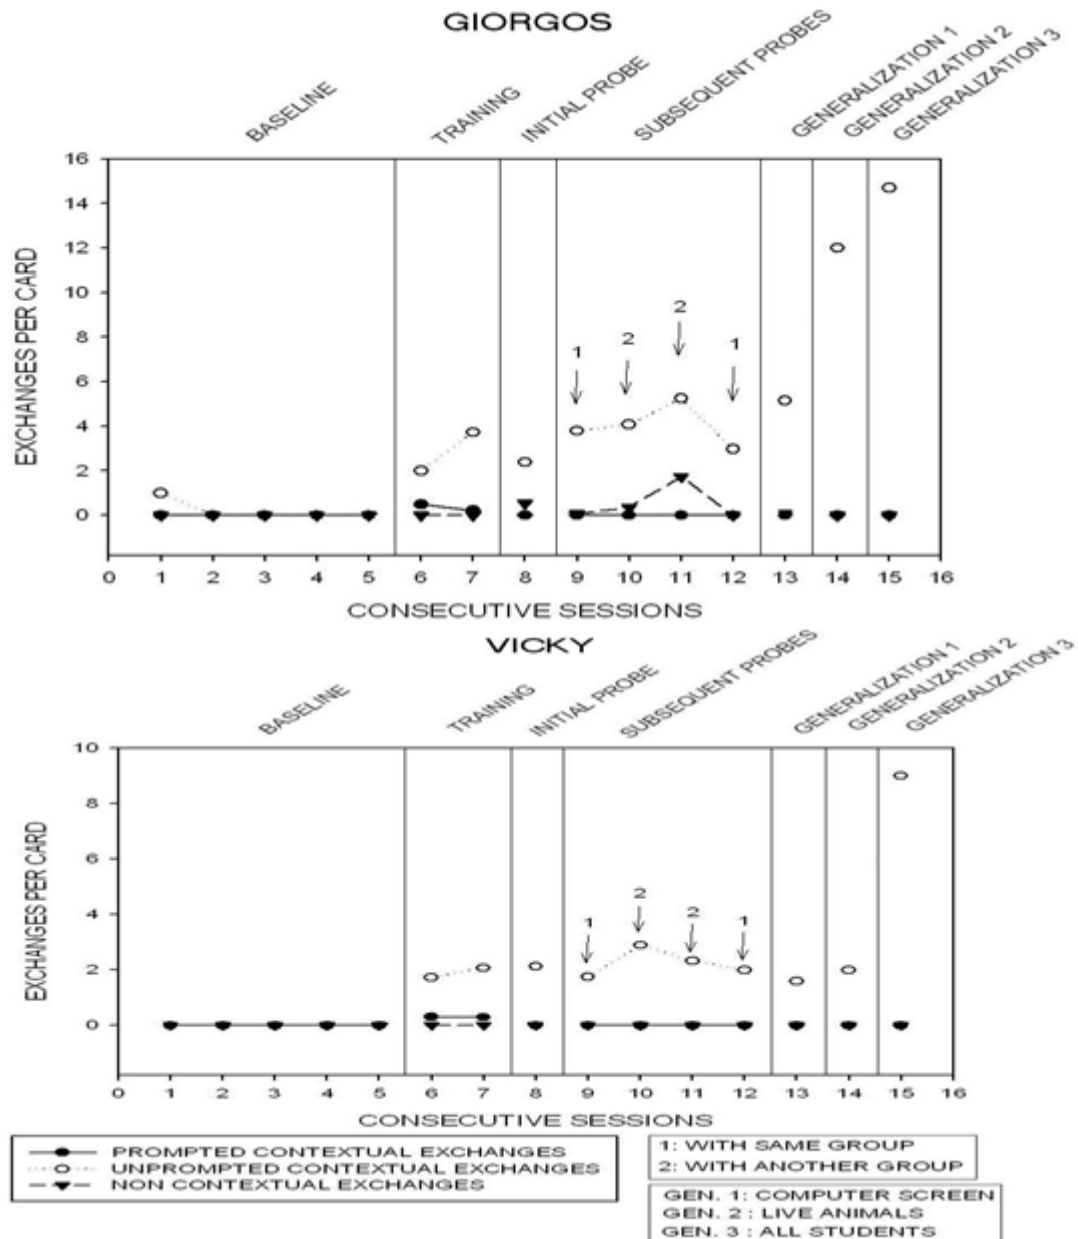 GIORGOS
BASELINE
TRAINING
INITIAL PROBE
SUBSEQUENT PROBES
GENERALIZATION 1
GENERALIZATION 2
GENERALIZATION 3
EXCHANGES PER CARD
16
14
12
10
8
6
4
2
0
1
2
2
1
0 1 2 3 4 5 6 7 8 9 10 11 12 13 14 15 16
CONSECUTIVE SESSIONS
VICKY
BASELINE
TRAINING
INITIAL PROBE
SUBSEQUENT PROBES
GENERALIZATION 1
GENERALIZATION 2
GENERALIZATION 3
EXCHANGES PER CARD
10
8
6
4
2
0
1
2
2
1
0 1 2 3 4 5 6 7 8 9 10 11 12 13 14 15 16
CONSECUTIVE SESSIONS
PROMPTED CONTEXTUAL EXCHANGES
UNPROMPTED CONTEXTUAL EXCHANGES
NON CONTEXTUAL EXCHANGES
1: WITH SAME GROUP
2: WITH ANOTHER GROUP
GEN. 1: COMPUTER SCREEN
GEN. 2 : LIVE ANIMALS
GEN. 3 : ALL STUDENTS